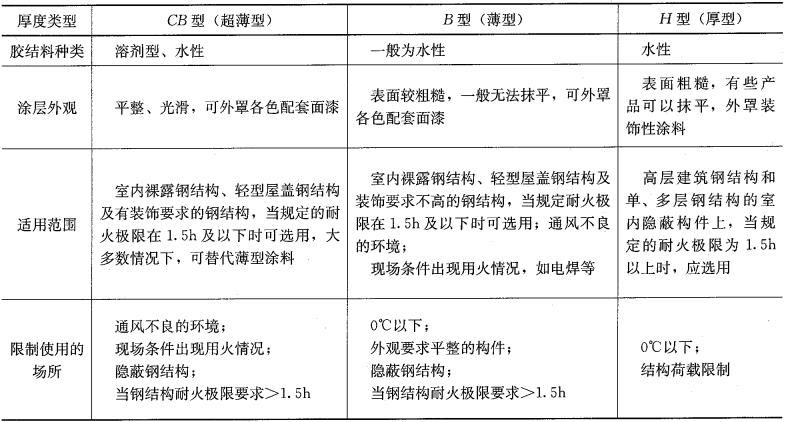 厚度类型
CB型（超薄型）
B型（薄型）
H型（厚型）
胶结料种类
溶剂型、水性
一般为水性
水性
涂层外观
平整、光滑，可外罩各色配套面漆
表面较粗糙，一般无法抹平，可外罩
各色配套面漆
表面粗糙，有些产
品可以抹平，外罩装
饰性涂料
适用范围
室内裸露钢结构、轻型屋盖钢结构
及有装饰要求的钢结构，当规定的耐
火极限在1.5h及以下时可选用，大
多数情况下，可替代薄型涂料
室内裸露钢结构、轻型屋盖钢结构及
装饰要求不高的钢结构，当规定耐火极
限在1.5h及以下时可选用；通风不良
的环境；
现场条件出现用火情况，如电焊等
高层建筑钢结构和
单、多层钢结构的室
内隐蔽构件上，当规
定的耐火极限为1.5h
以上时，应选用
限制使用的
场所
通风不良的环境；
现场条件出现用火情况；
隐蔽钢结构；
当钢结构耐火极限要求＞1.5h
0℃以下；
外观要求平整的构件；
隐蔽钢结构；
当钢结构耐火极限要求＞1.5h
0℃以下；
结构荷载限制